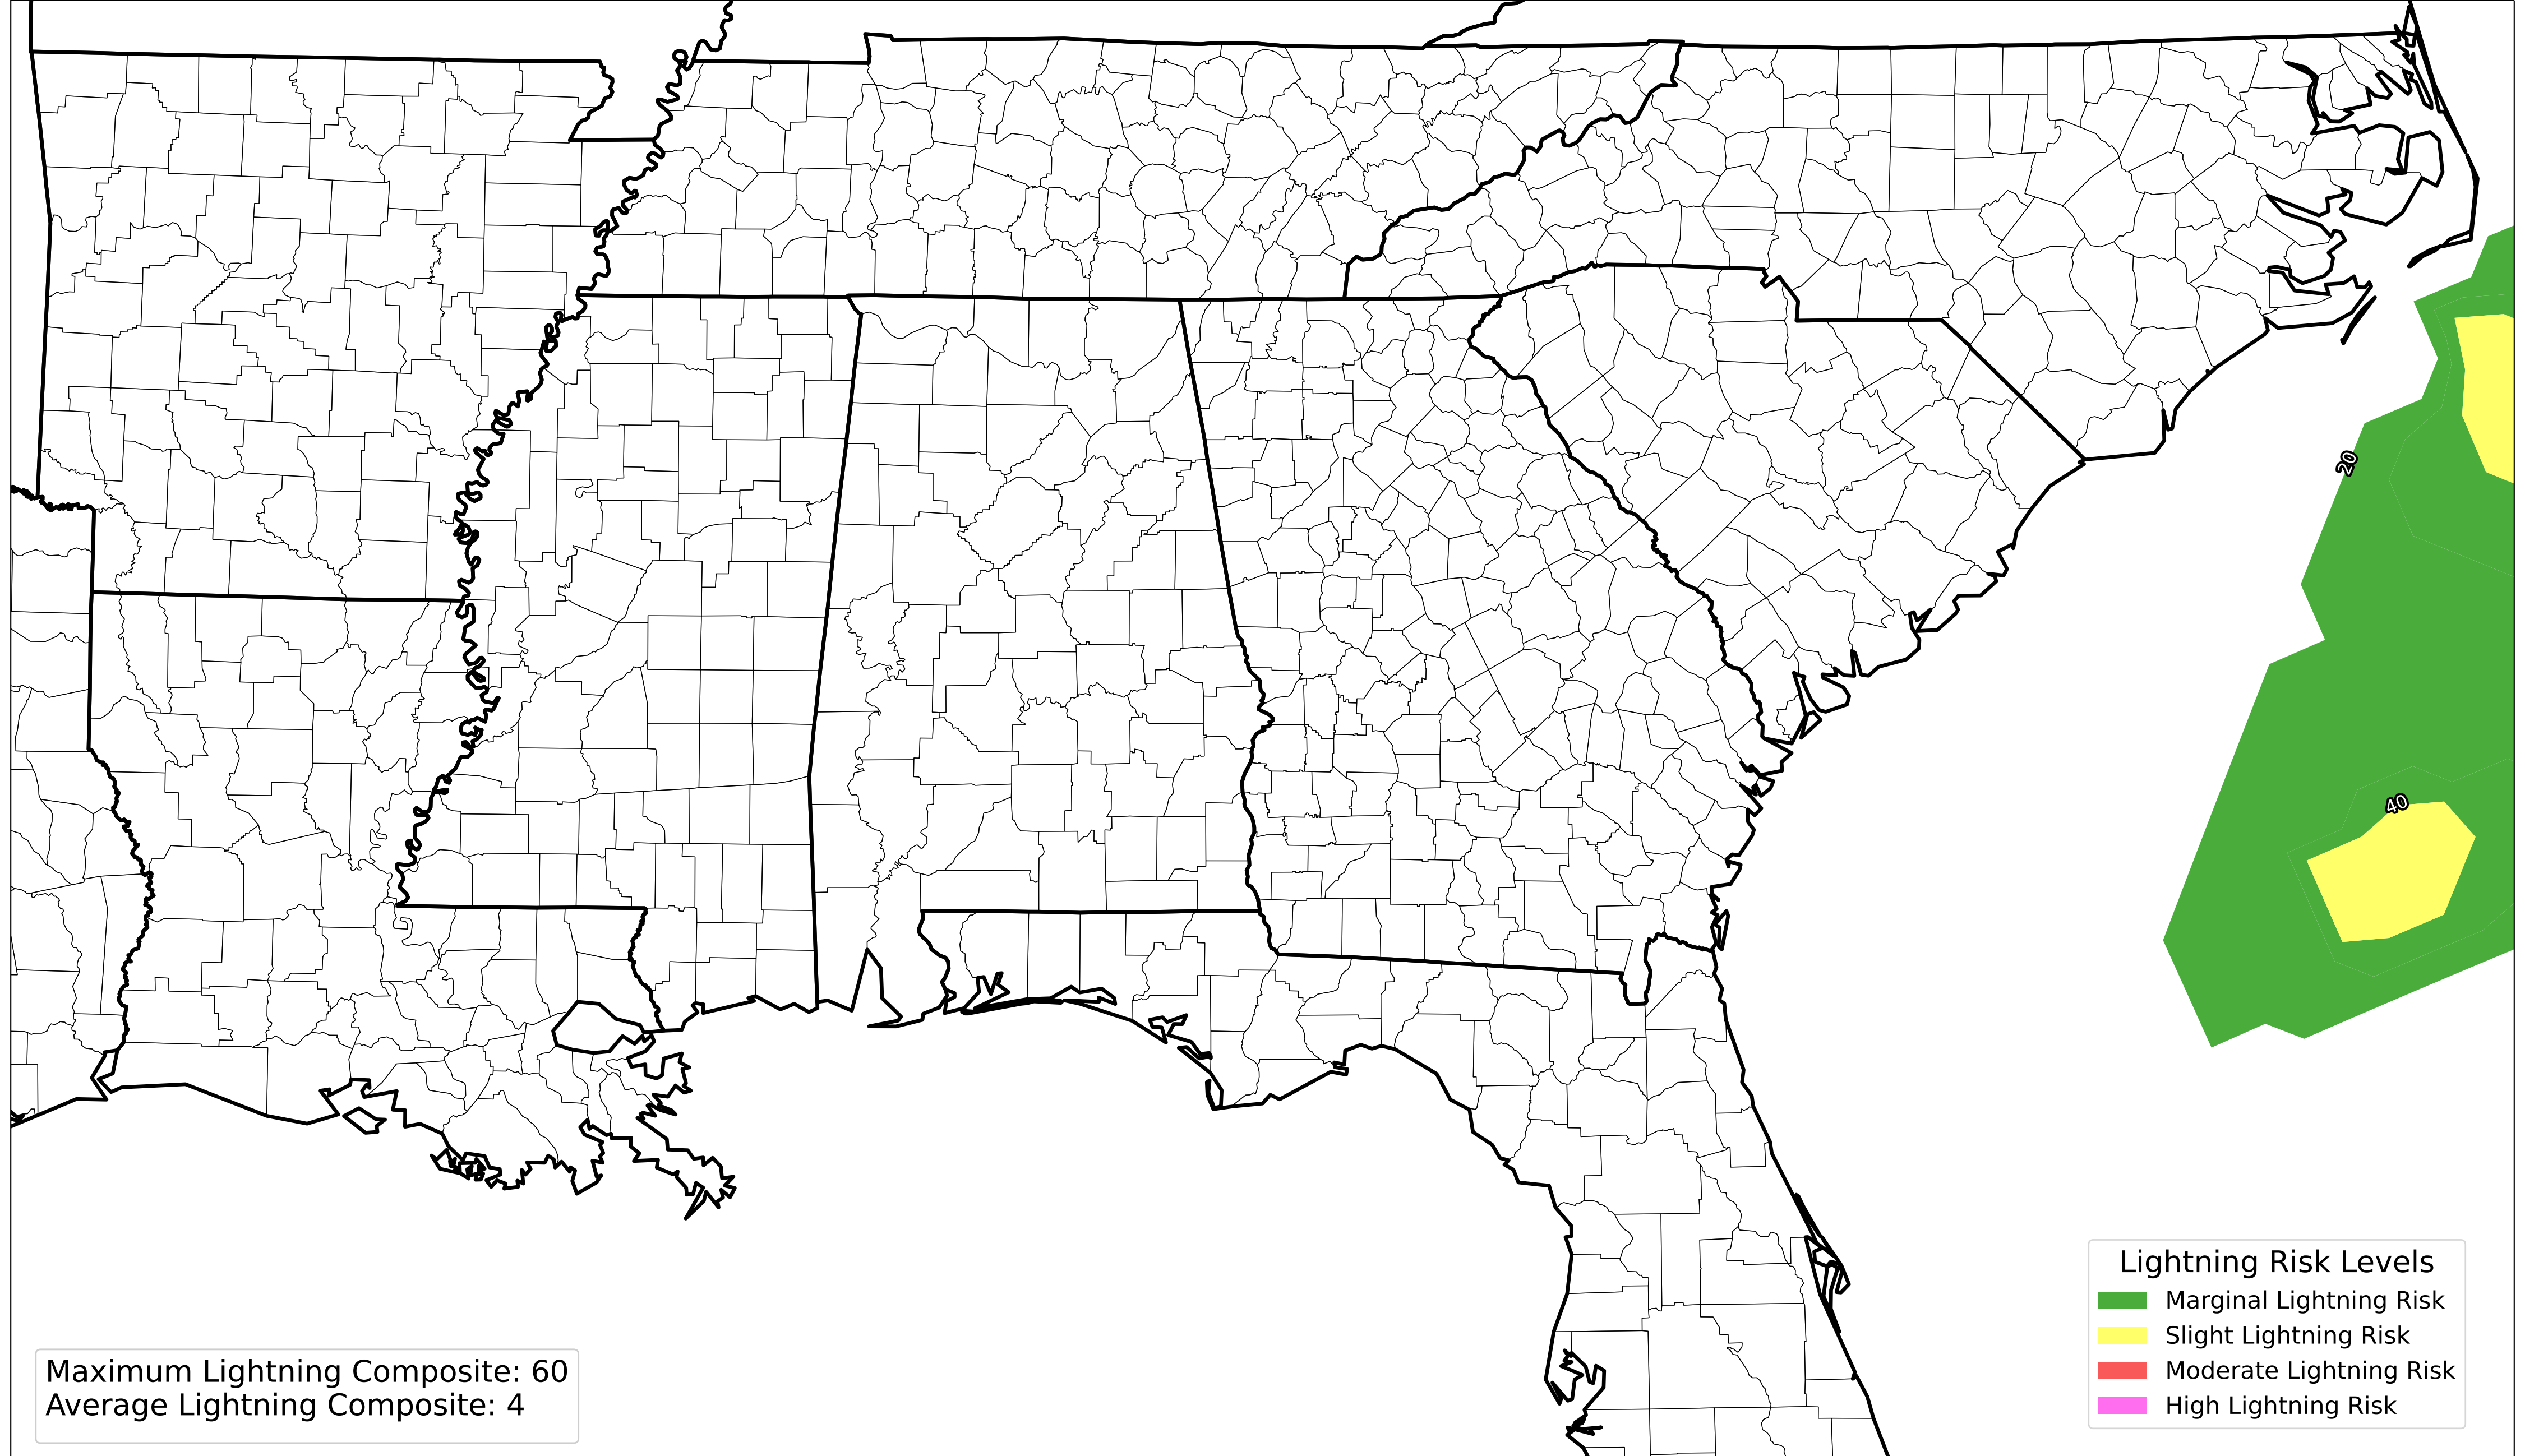 20
40
Lightning Risk Levels
Marginal Lightning Risk
Slight Lightning Risk
Moderate Lightning Risk
High Lightning Risk
Maximum Lightning Composite: 60
Average Lightning Composite: 4